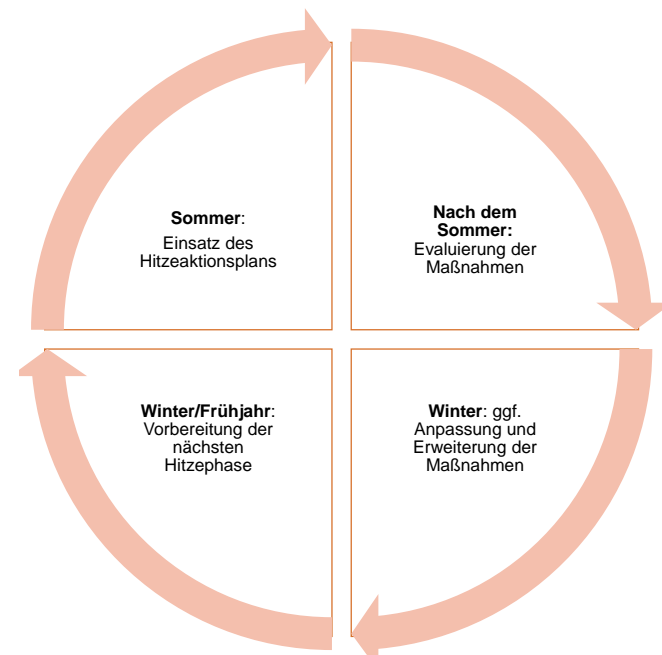 Sommer:
Einsatz des
Hitzeaktionsplans
Nach dem
Sommer:
Evaluierung der
Maßnahmen
Winter/Frühjahr:
Vorbereitung der
nächsten
Hitzephase
Winter: ggf.
Anpassung und
Erweiterung der
Maßnahmen